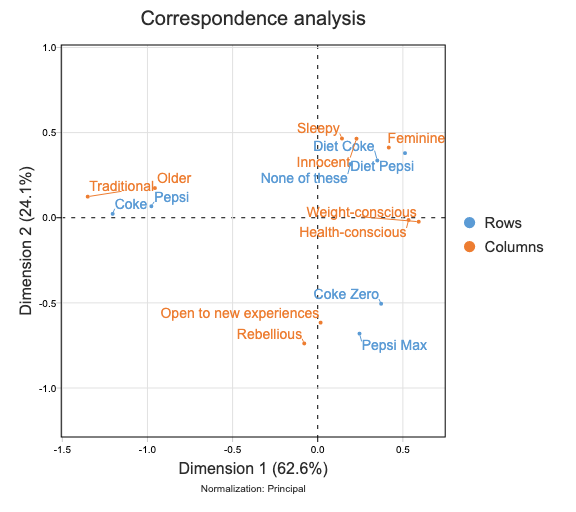 Correspondence analysis
1.0
0.5
0.0
-0.5
-1.0
Dimension 2 (24.1%)
Sleepy
Feminine
Diet Coke
Innocent
Diet Pepsi
None of these
Older
Traditional
Pepsi
Coke
Weight-conscious
Health-conscious
Rows
Columns
Coke Zero
Open to new experiences
Rebellious
Pepsi Max
-1.5
-1.0
-0.5
0.0
0.5
Dimension 1 (62.6%)
Normalization: Principal